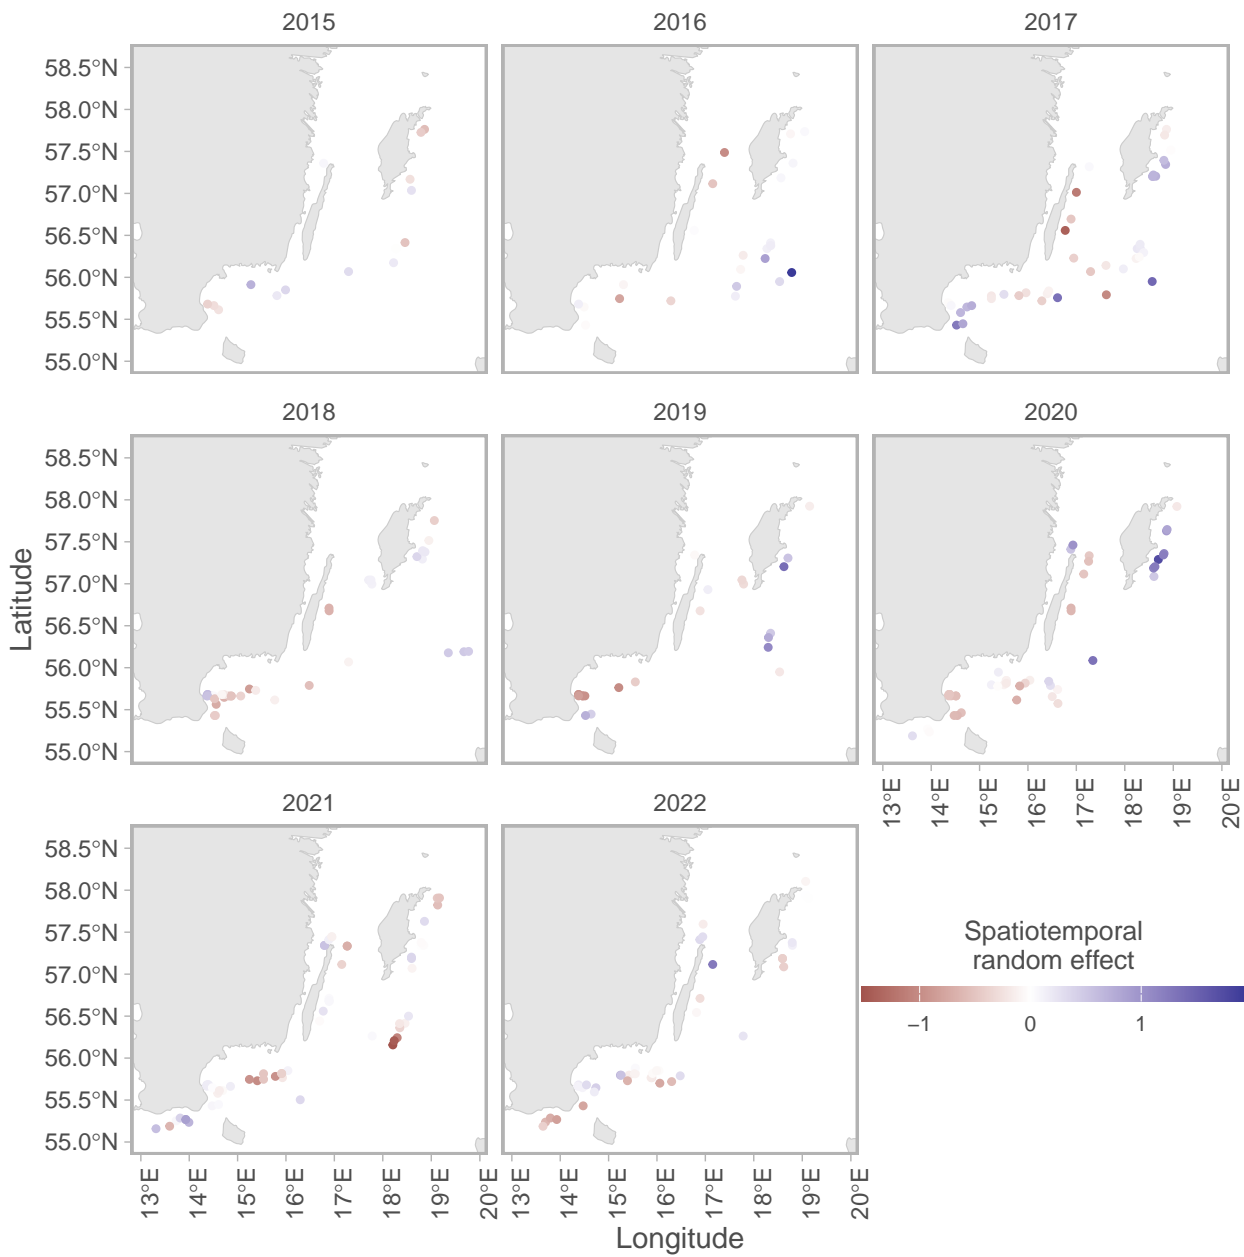 2015 2016 2017
58.5°N
58.0°N
57.5°N
57.0°N
56.5°N
56.0°N
55.5°N
55.0°N
2018 2019 2020
58.5°N
58.0°N
57.5°N
57.0°N
56.5°N
56.0°N
55.5°N
55.0°N
Latitude
13°E 14°E 15°E 16°E 17°E 18°E 19°E 20°E
2021 2022
58.5°N
58.0°N
57.5°N
57.0°N
56.5°N
56.0°N
55.5°N
55.0°N
Spatiotemporal
random effect
−1 0 1
13°E 14°E 15°E 16°E 17°E 18°E 19°E 20°E 13°E 14°E 15°E 16°E 17°E 18°E 19°E 20°E
Longitude